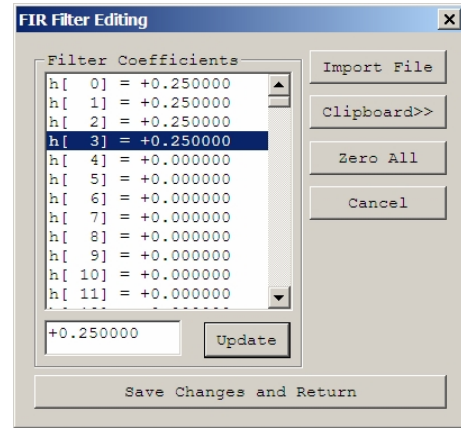 FIR Filter Editing
Filter Coefficients
h[  0] = +0.250000
h[  1] = +0.250000
h[  2] = +0.250000
h[  3] = +0.250000
h[  4] = +0.000000
h[  5] = +0.000000
h[  6] = +0.000000
h[  7] = +0.000000
h[  8] = +0.000000
h[  9] = +0.000000
h[ 10] = +0.000000
h[ 11] = +0.000000
+0.250000
Update
Import File
Clipboard>>
Zero All
Cancel
Save Changes and Return